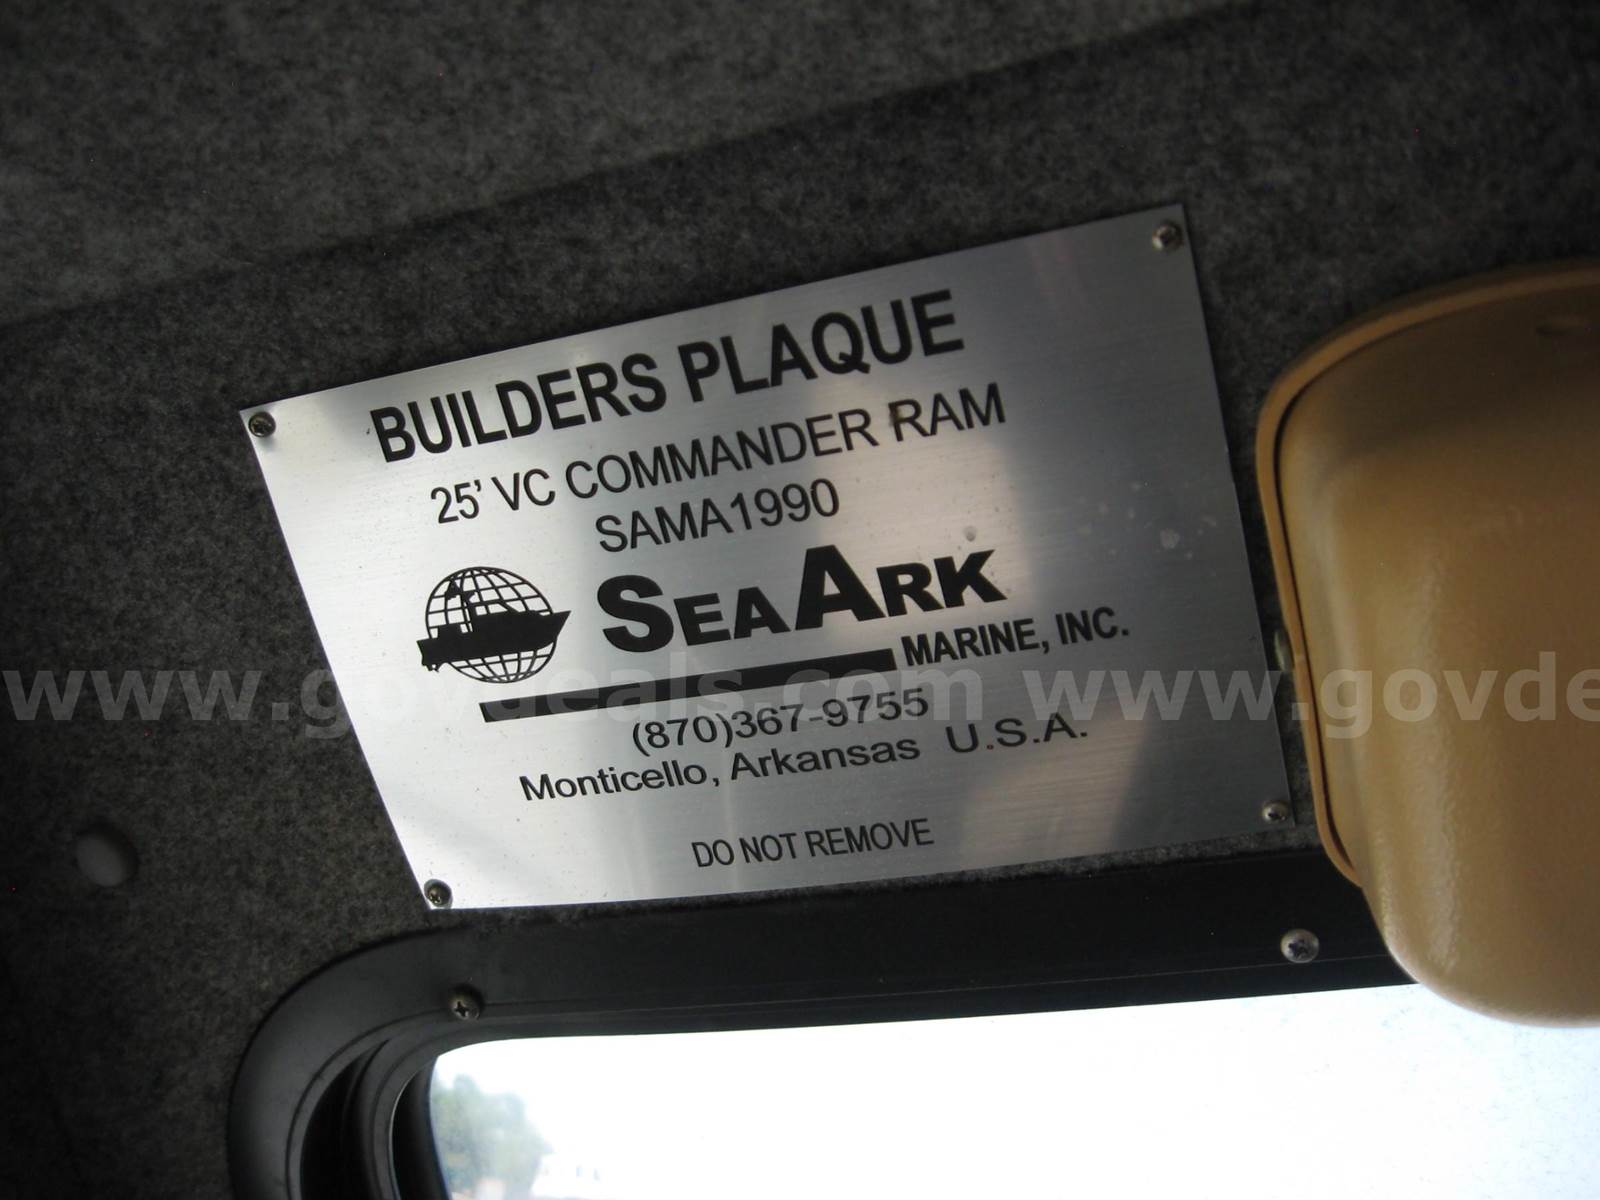 BUILDERS PLAQUE
25' VC COMMANDER RAM
SAMA1990
SEAARK
MARINE, INC.
(870)367-9755
Monticello, Arkansas U.S.A.
DO NOT REMOVE
www.govdeals.com www.govde